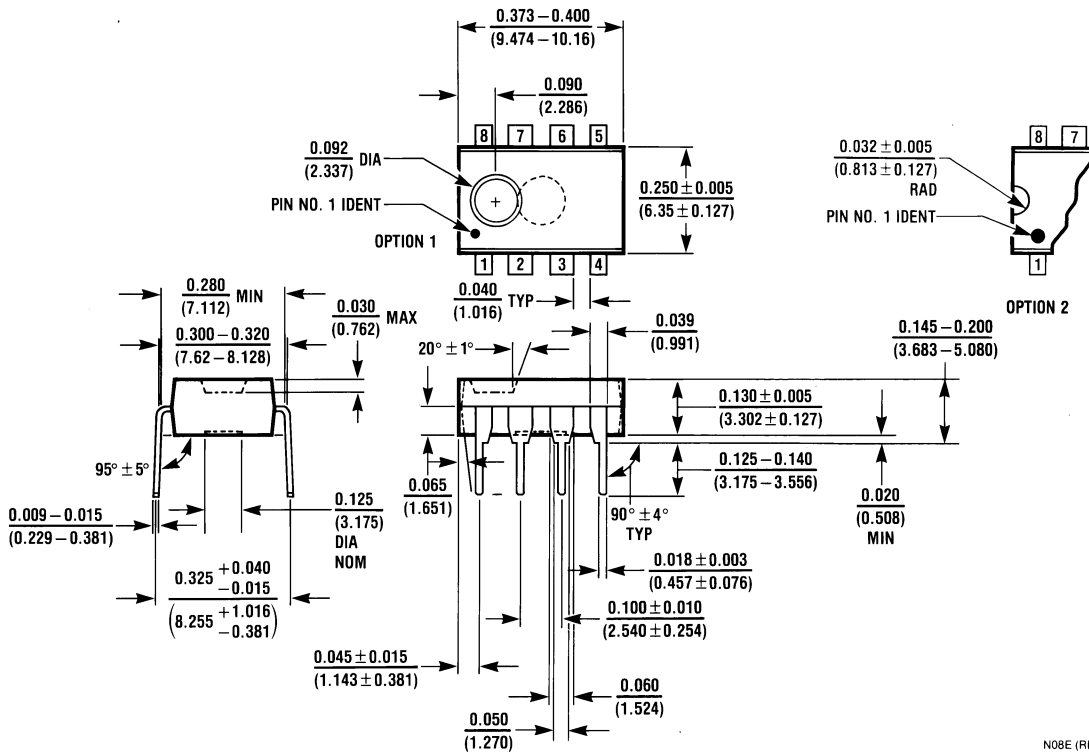 0.373 – 0.400
(9.474 – 10.16)
0.090
(2.286)
8 7 6 5
0.092 DIA
(2.337)
PIN NO. 1 IDENT
OPTION 1
+
0.250 ± 0.005
(6.35 ± 0.127)
1 2 3 4
0.032 ± 0.005
(0.813 ± 0.127)
RAD
PIN NO. 1 IDENT
8 7
1
OPTION 2
0.280 MIN
(7.112)
0.300 – 0.320
(7.62 – 8.128)
0.030 MAX
(0.762)
0.040 TYP
(1.016)
0.039
(0.991)
0.145 – 0.200
(3.683 – 5.080)
20° ± 1°
0.130 ± 0.005
(3.302 ± 0.127)
95° ± 5°
0.065
(1.651)
0.125 – 0.140
(3.175 – 3.556)
90° ± 4°
TYP
0.020
(0.508)
MIN
0.009 – 0.015
(0.229 – 0.381)
0.125
(3.175)
DIA
NOM
0.018 ± 0.003
(0.457 ± 0.076)
0.325 +0.040
–0.015
(8.255 +1.016
–0.381)
0.100 ± 0.010
(2.540 ± 0.254)
0.045 ± 0.015
(1.143 ± 0.381)
0.060
(1.524)
0.050
(1.270)